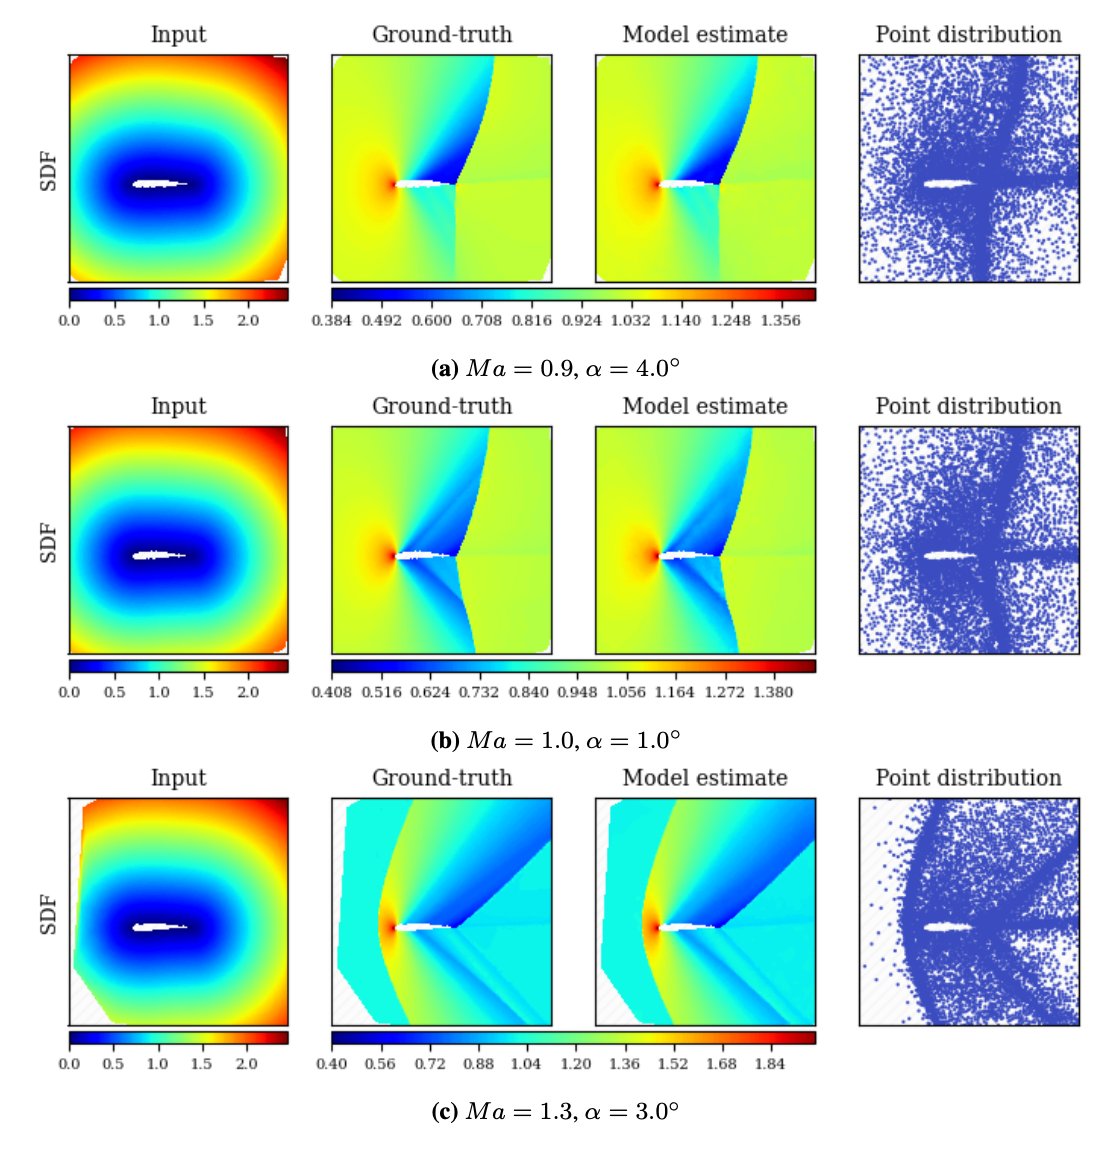 Input Ground-truth Model estimate Point distribution
SDF
0.0 0.5 1.0 1.5 2.0 0.384 0.492 0.600 0.708 0.816 0.924 1.032 1.140 1.248 1.356
(a) Ma = 0.9, α = 4.0°
Input Ground-truth Model estimate Point distribution
SDF
0.0 0.5 1.0 1.5 2.0 0.408 0.516 0.624 0.732 0.840 0.948 1.056 1.164 1.272 1.380
(b) Ma = 1.0, α = 1.0°
Input Ground-truth Model estimate Point distribution
SDF
0.0 0.5 1.0 1.5 2.0 0.40 0.56 0.72 0.88 1.04 1.20 1.36 1.52 1.68 1.84
(c) Ma = 1.3, α = 3.0°